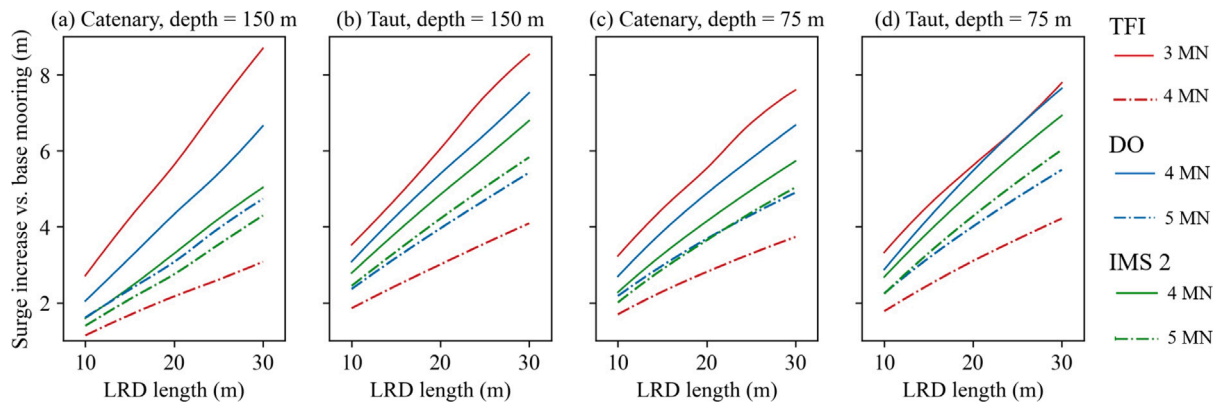 (a) Catenary, depth = 150 m
(b) Taut, depth = 150 m
(c) Catenary, depth = 75 m
(d) Taut, depth = 75 m
Surge increase vs. base mooring (m)
8
6
4
2
10 20 30
10 20 30
10 20 30
10 20 30
LRD length (m)
LRD length (m)
LRD length (m)
LRD length (m)
TFI
3 MN
4 MN
DO
4 MN
5 MN
IMS 2
4 MN
5 MN